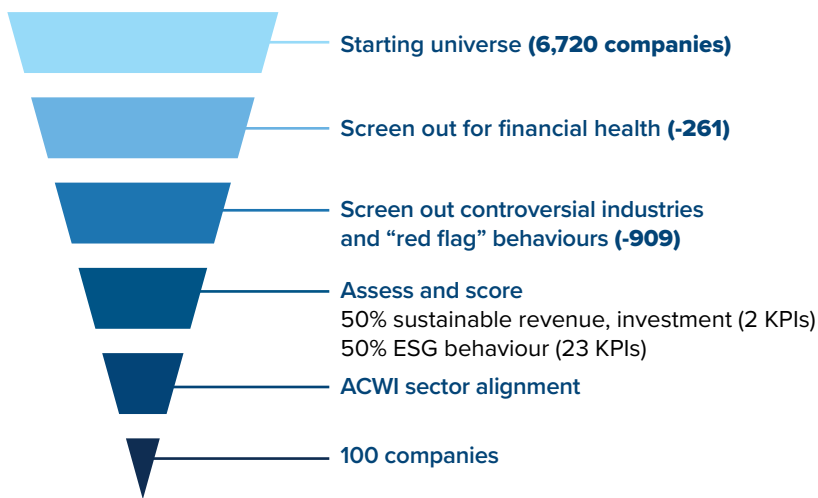 Starting universe (6,720 companies)
Screen out for financial health (-261)
Screen out controversial industries
and “red flag” behaviours (-909)
Assess and score
50% sustainable revenue, investment (2 KPIs)
50% ESG behaviour (23 KPIs)
ACWI sector alignment
100 companies